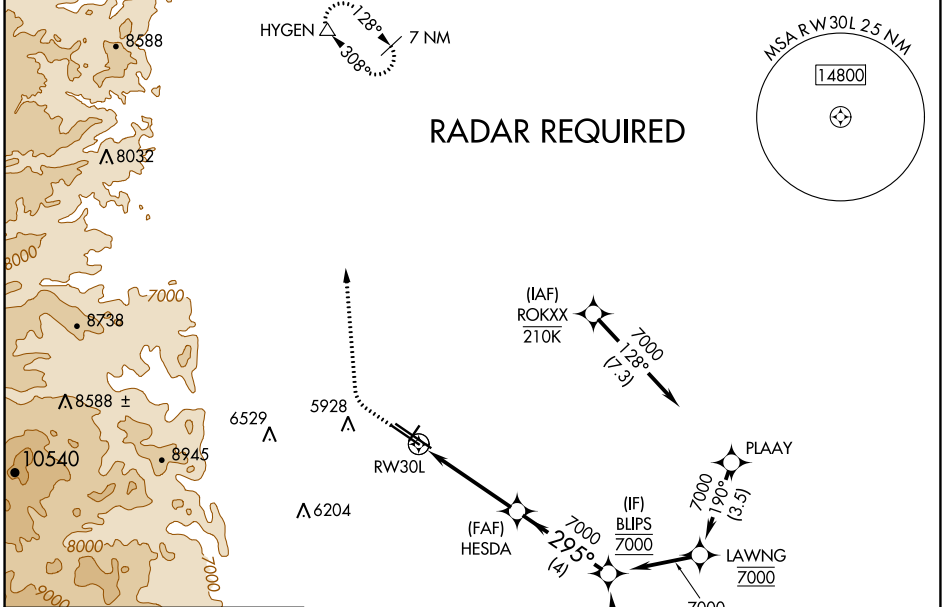 8588
HYGEN
128°
308°
7 NM
MSA RW30L 25 NM
14800
RADAR REQUIRED
8032
8000
7000
8738
(IAF)
ROKXX
210K
7000
128°
(7.3)
8588 ±
6529
5928
8945
10540
RW30L
PLAAY
7000
190°
(3.5)
6204
(FAF)
HESDA
7000
295°
(4)
(IF)
BLIPS
7000
LAWNG
7000
8000
7000
9000
7000